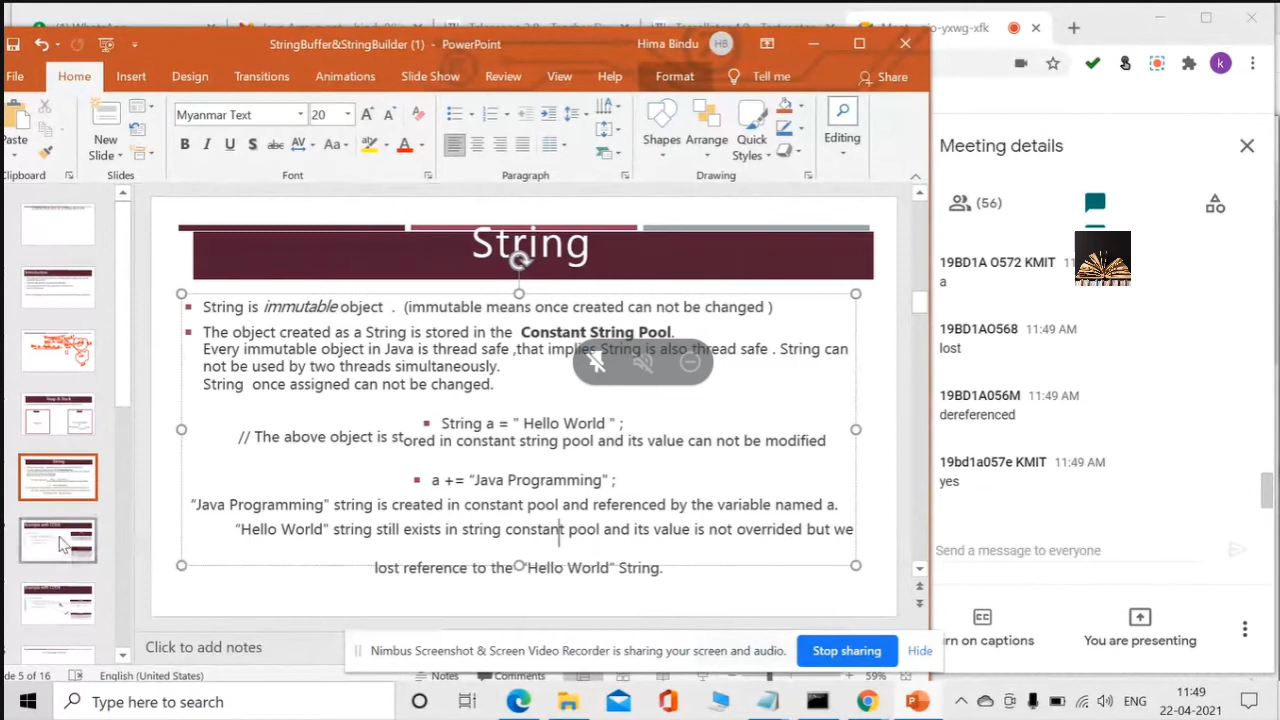 StringBuffer&StringBuilder (1) - PowerPoint
Hima Bindu
HB
-yxwg-xfk
File
Home
Insert
Design
Transitions
Animations
Slide Show
Review
View
Help
Format
Tell me
Share
k
Paste
New
Slide
Myanmar Text
20
Shapes
Arrange
Quick
Styles
Editing
Clipboard
Slides
Font
Paragraph
Drawing
Meeting details
(56)
19BD1A O572 KMIT
a
19BD1AO568 11:49 AM
lost
19BD1A056M 11:49 AM
dereferenced
19bd1a057e KMIT 11:49 AM
yes
Send a message to everyone
urn on captions
You are presenting
String
String is immutable object . (immutable means once created can not be changed )
The object created as a String is stored in the Constant String Pool.
Every immutable object in Java is thread safe ,that implies String is also thread safe . String can
not be used by two threads simultaneously.
String once assigned can not be changed.
String a = " Hello World " ;
// The above object is stored in constant string pool and its value can not be modified
a += “Java Programming” ;
“Java Programming” string is created in constant pool and referenced by the variable named a.
“Hello World” string still exists in string constant pool and its value is not overrided but we
lost reference to the “Hello World” String.
Click to add notes
Nimbus Screenshot & Screen Video Recorder is sharing your screen and audio.
Stop sharing
Hide
de 5 of 16
English (United States)
Notes
Comments
59%
Type here to search
ENG
11:49
22-04-2021